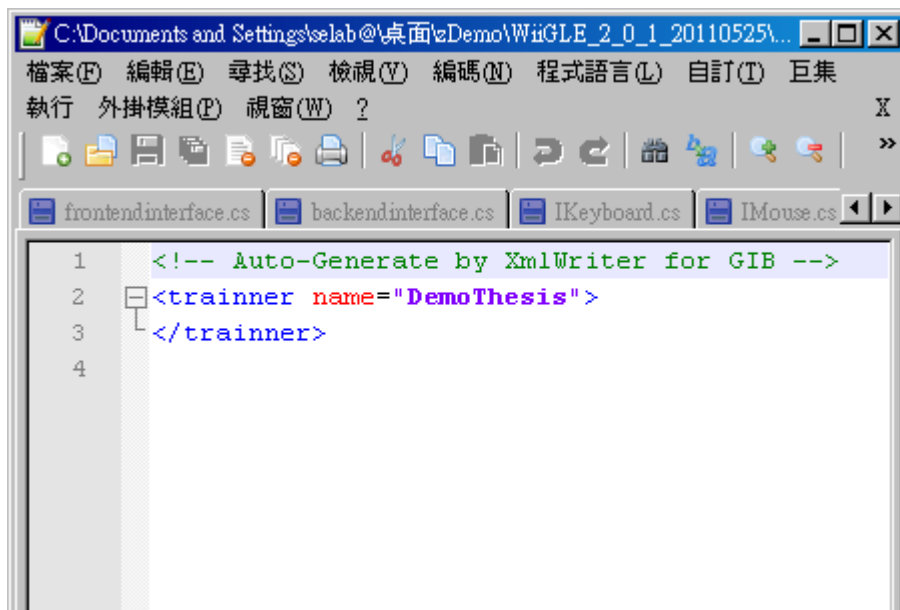 C:\Documents and Settings\selab@\桌面\zDemo\WiiGLE_2_0_1_20110525\...
檔案(F) 編輯(E) 尋找(S) 檢視(V) 編碼(N) 程式語言(L) 自訂(T) 巨集
執行 外掛模組(P) 視窗(W) ? X
frontendinterface.cs backendinterface.cs IKeyboard.cs IMouse.cs
1 <!-- Auto-Generate by XmlWriter for GIB -->
2 <trainner name="DemoThesis">
3 </trainner>
4